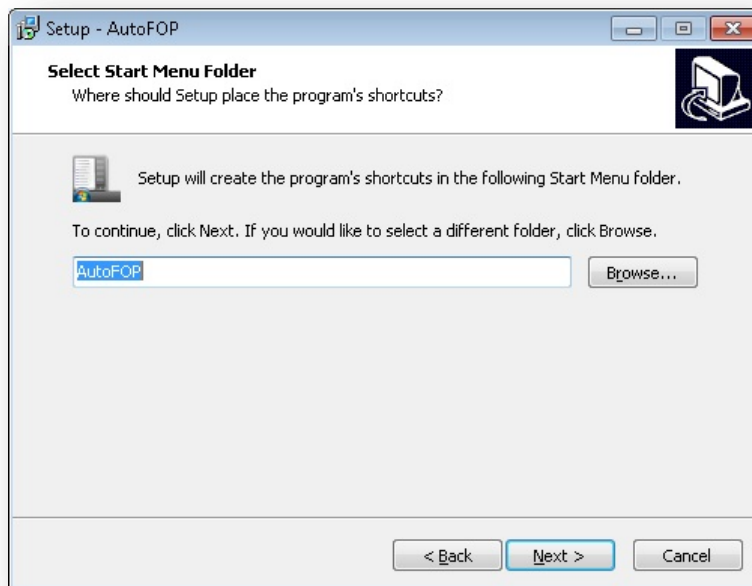 Setup - AutoFOP
Select Start Menu Folder
Where should Setup place the program's shortcuts?
Setup will create the program's shortcuts in the following Start Menu folder.
To continue, click Next. If you would like to select a different folder, click Browse.
AutoFOP
Browse...
< Back
Next >
Cancel